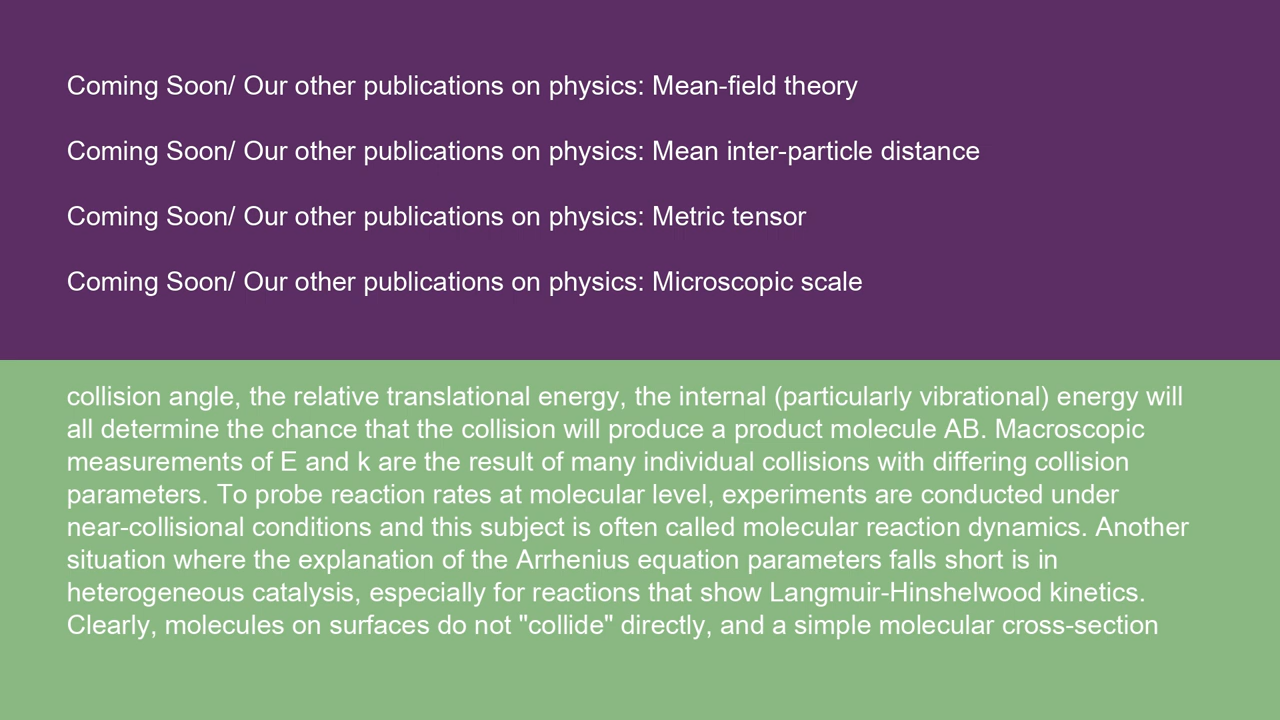 Coming Soon/ Our other publications on physics: Mean-field theory
Coming Soon/ Our other publications on physics: Mean inter-particle distance
Coming Soon/ Our other publications on physics: Metric tensor
Coming Soon/ Our other publications on physics: Microscopic scale
collision angle, the relative translational energy, the internal (particularly vibrational) energy will
all determine the chance that the collision will produce a product molecule AB. Macroscopic
measurements of E and k are the result of many individual collisions with differing collision
parameters. To probe reaction rates at molecular level, experiments are conducted under
near-collisional conditions and this subject is often called molecular reaction dynamics. Another
situation where the explanation of the Arrhenius equation parameters falls short is in
heterogeneous catalysis, especially for reactions that show Langmuir-Hinshelwood kinetics.
Clearly, molecules on surfaces do not "collide" directly, and a simple molecular cross-section